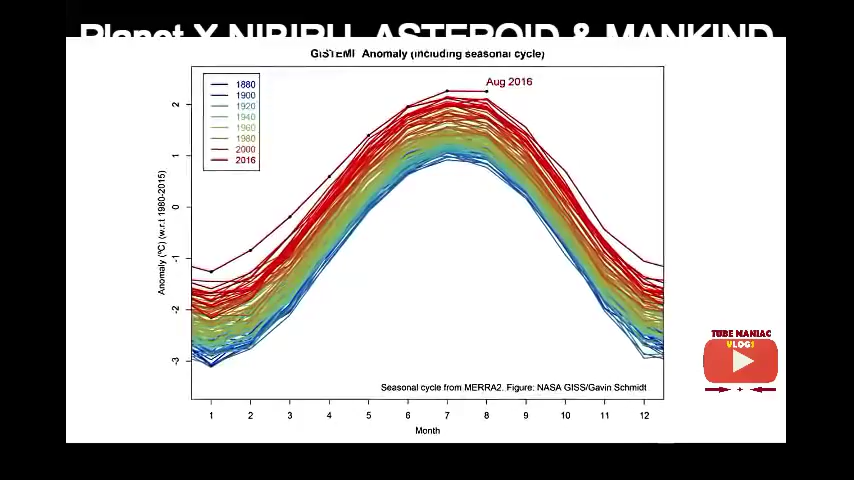 Planet X NIBIRU, ASTEROID & MANKIND
GISTEMP Anomaly (including seasonal cycle)
Aug 2016
1880
1900
1920
1940
1960
1980
2000
2016
Anomaly (ºC) (w.r.t 1980-2015)
2
1
0
-1
-2
-3
TUBE MANIAC
VLOGS
Seasonal cycle from MERRA2. Figure: NASA GISS/Gavin Schmidt
1 2 3 4 5 6 7 8 9 10 11 12
Month